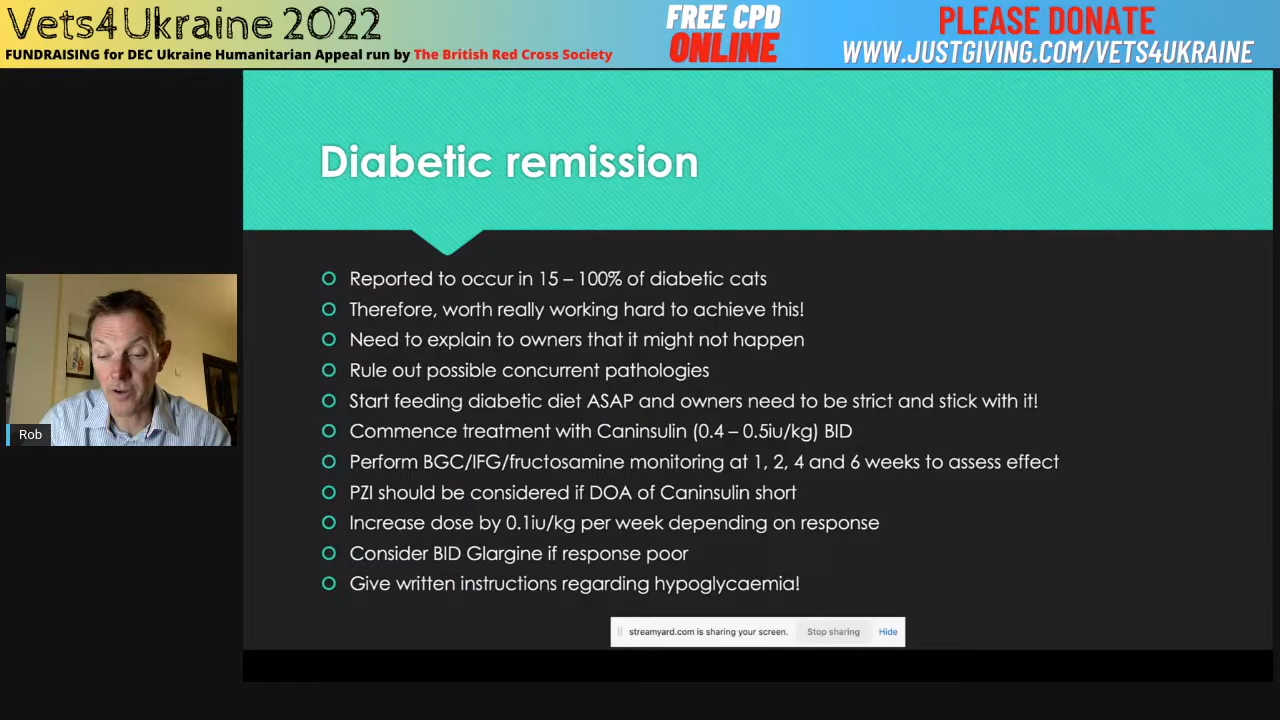 Vets4Ukraine 2022
FUNDRAISING for DEC Ukraine Humanitarian Appeal run by The British Red Cross Society
FREE CPD
ONLINE
PLEASE DONATE
WWW.JUSTGIVING.COM/VETS4UKRAINE
Diabetic remission
Reported to occur in 15 – 100% of diabetic cats
Therefore, worth really working hard to achieve this!
Need to explain to owners that it might not happen
Rule out possible concurrent pathologies
Start feeding diabetic diet ASAP and owners need to be strict and stick with it!
Commence treatment with Caninsulin (0.4 – 0.5iu/kg) BID
Perform BGC/IFG/fructosamine monitoring at 1, 2, 4 and 6 weeks to assess effect
PZI should be considered if DOA of Caninsulin short
Increase dose by 0.1iu/kg per week depending on response
Consider BID Glargine if response poor
Give written instructions regarding hypoglycaemia!
Rob
streamyard.com is sharing your screen. Stop sharing Hide